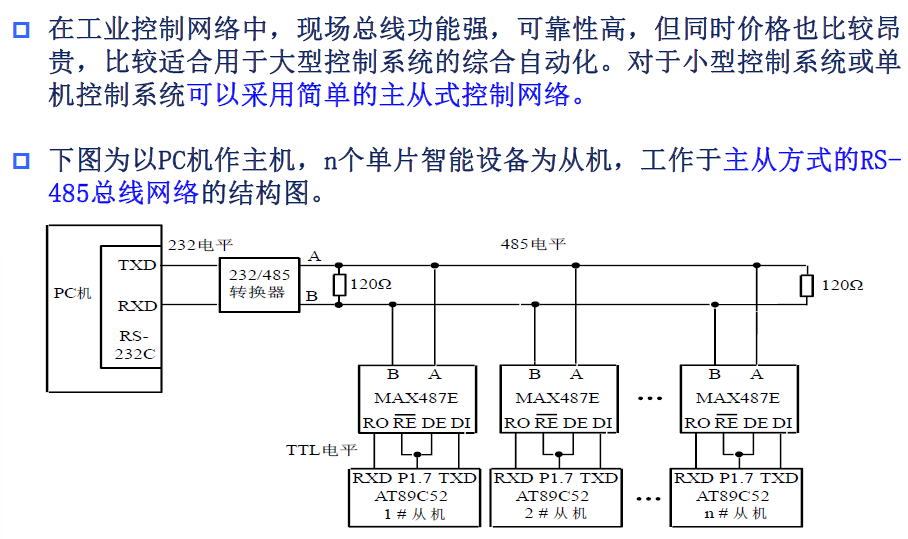 在工业控制网络中，现场总线功能强，可靠性高，但同时价格也比较昂
贵，比较适合用于大型控制系统的综合自动化。对于小型控制系统或单
机控制系统可以采用简单的主从式控制网络。
下图为以PC机作主机，n个单片智能设备为从机，工作于主从方式的RS-
485总线网络的结构图。
232电平
485电平
PC机
TXD
RXD
RS-
232C
232/485
转换器
A
B
120Ω
120Ω
B A
MAX487E
RO RE DE DI
B A
MAX487E
RO RE DE DI
•••
B A
MAX487E
RO RE DE DI
TTL电平
RXD P1.7 TXD
AT89C52
1＃从机
RXD P1.7 TXD
AT89C52
2＃从机
•••
RXD P1.7 TXD
AT89C52
n＃从机